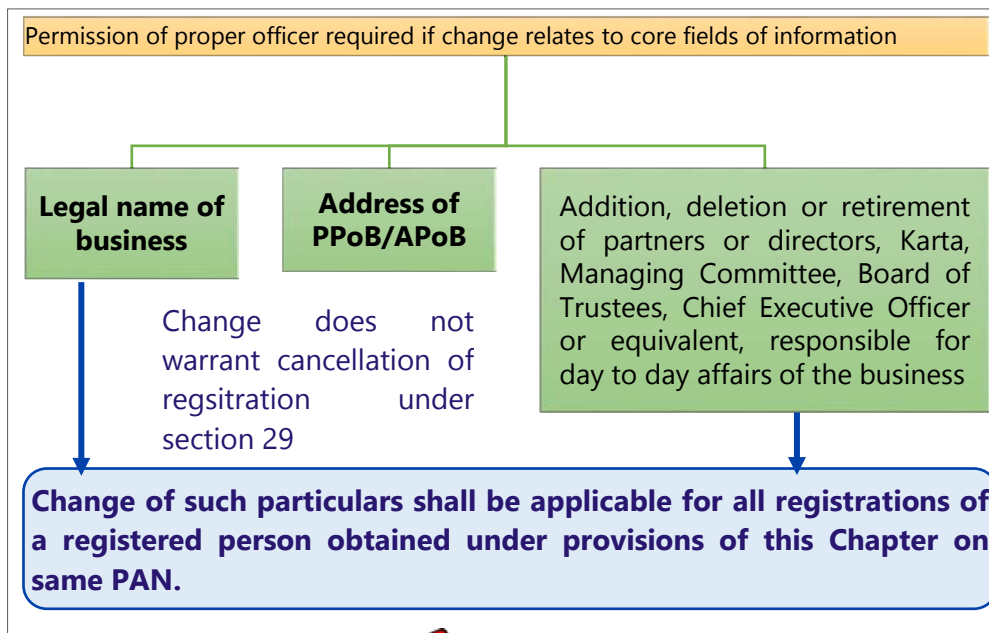 Permission of proper officer required if change relates to core fields of information
Legal name of
business
Address of
PPoB/APoB
Addition, deletion or retirement
of partners or directors, Karta,
Managing Committee, Board of
Trustees, Chief Executive Officer
or equivalent, responsible for
day to day affairs of the business
Change does not
warrant cancellation of
regsitration under
section 29
Change of such particulars shall be applicable for all registrations of
a registered person obtained under provisions of this Chapter on
same PAN.